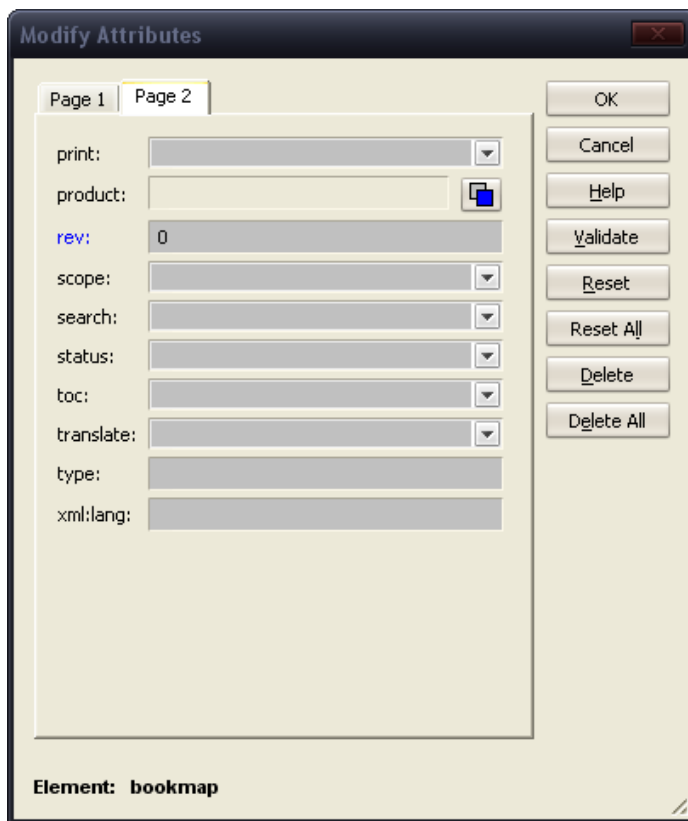 Modify Attributes
Page 1 Page 2
OK
Cancel
Help
Validate
Reset
Reset All
Delete
Delete All
print:
product:
rev: 0
scope:
search:
status:
toc:
translate:
type:
xml:lang:
Element: bookmap